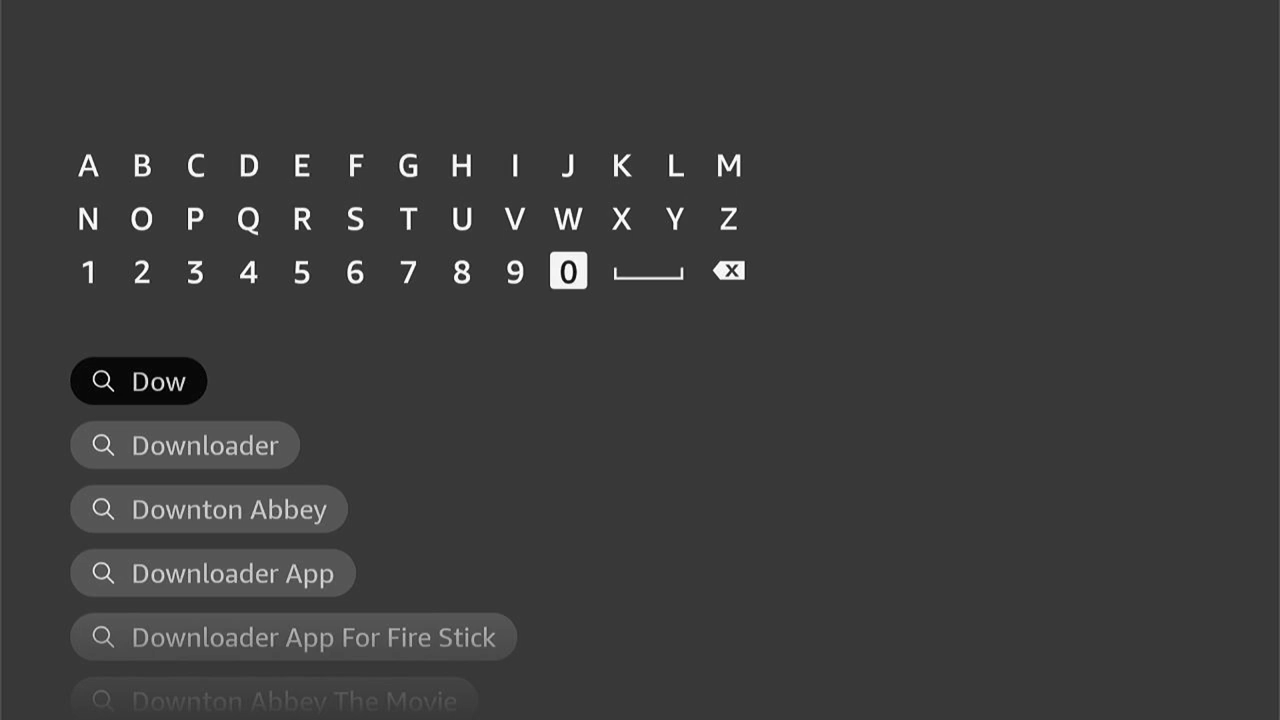 A B C D E F G H I J K L M
N O P Q R S T U V W X Y Z
1 2 3 4 5 6 7 8 9 0
Dow
Downloader
Downton Abbey
Downloader App
Downloader App For Fire Stick
Downton Abbey The Movie